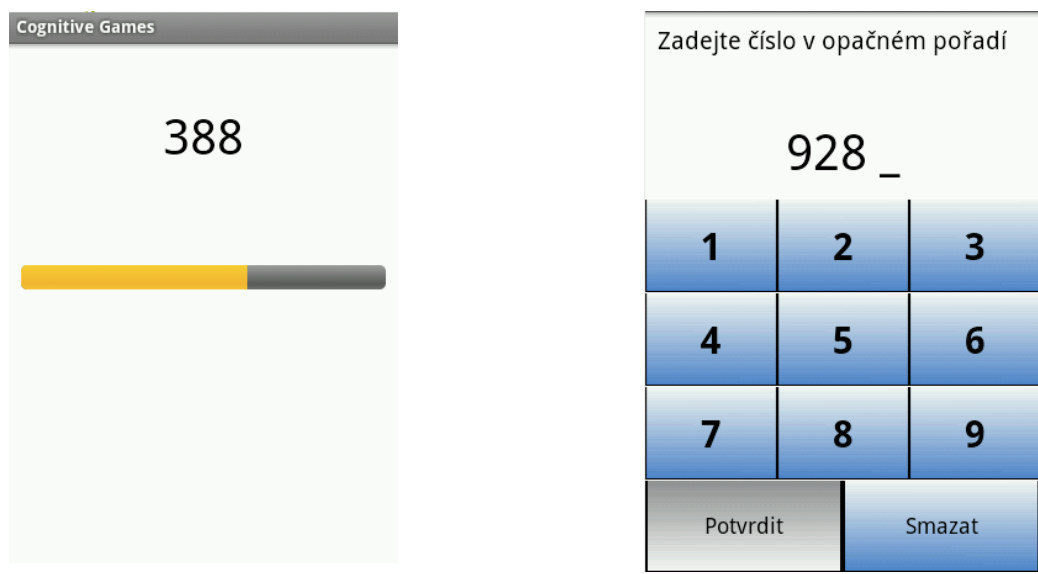 Cognitive Games
388
Zadejte číslo v opačném pořadí
928 _
1 2 3
4 5 6
7 8 9
Potvrdit Smazat